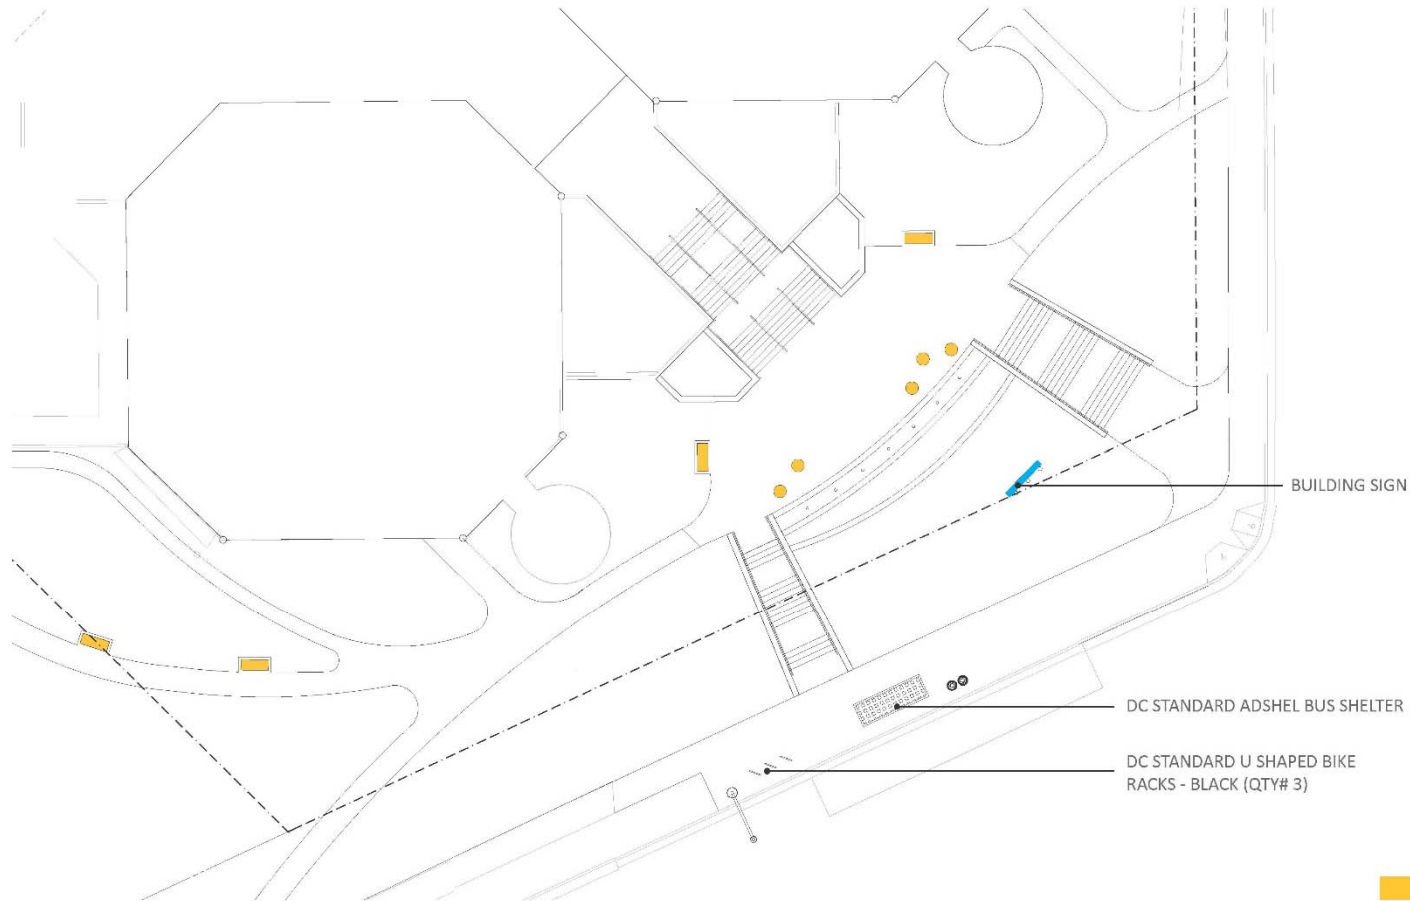 BUILDING SIGN
DC STANDARD ADSHEL BUS SHELTER
DC STANDARD U SHAPED BIKE
RACKS - BLACK (QTY# 3)